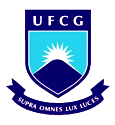 UFCG
SUPRA OMNES LUX LUCES